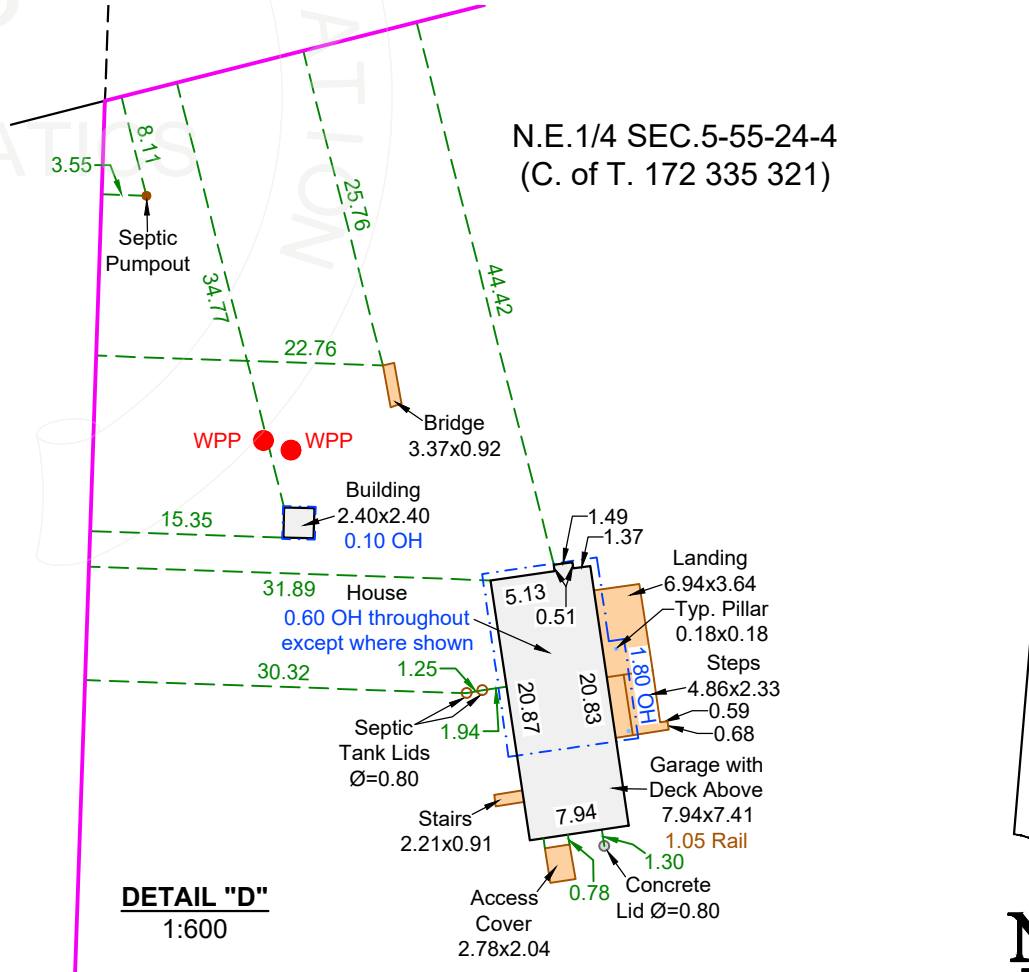 ATION
ATICS
N.E.1/4 SEC.5-55-24-4
(C. of T. 172 335 321)
8.11
3.55
Septic
Pumpout
34.77
25.76
44.42
22.76
Bridge
3.37x0.92
WPP
WPP
Building
2.40x2.40
0.10 OH
15.35
1.49
1.37
31.89
House
0.60 OH throughout
except where shown
5.13
0.51
Landing
6.94x3.64
Typ. Pillar
0.18x0.18
1.80 OH
Steps
4.86x2.33
0.59
0.68
30.32
1.25
1.94
20.87
20.83
Septic
Tank Lids
Ø=0.80
Garage with
Deck Above
7.94x7.41
1.05 Rail
Stairs
2.21x0.91
7.94
0.78
1.30
Concrete
Lid Ø=0.80
Access
Cover
2.78x2.04
DETAIL "D"
1:600